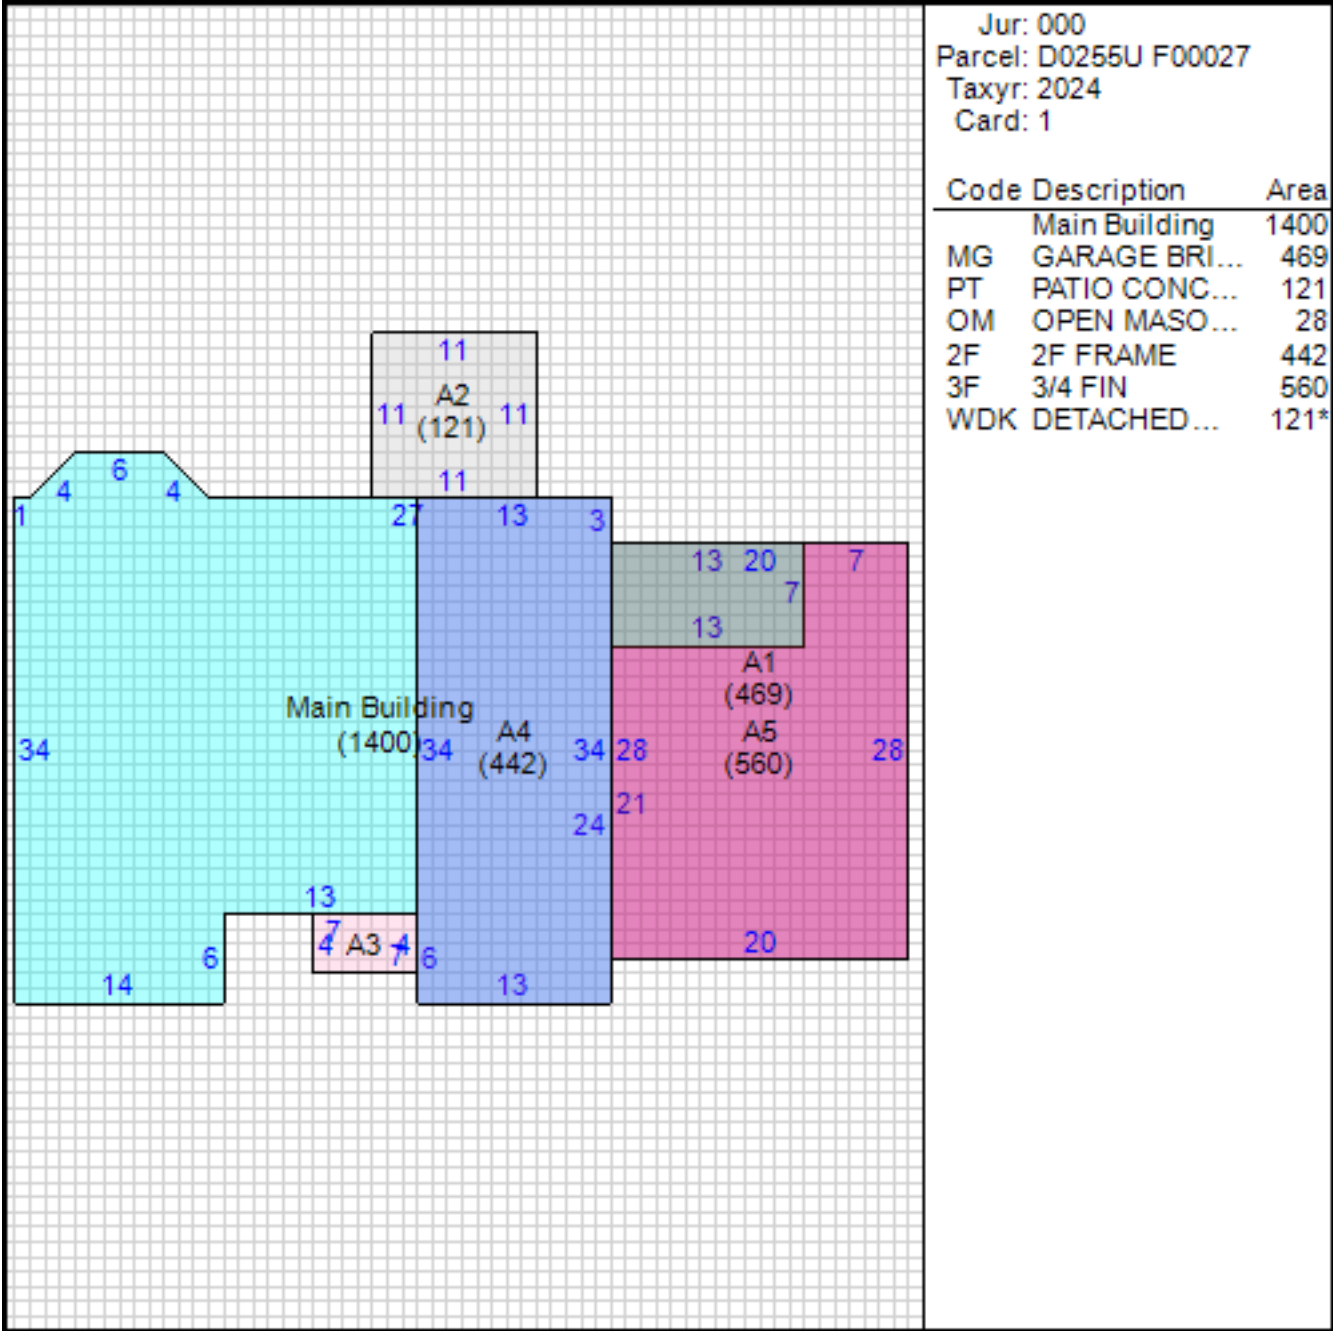 Jur: 000
Parcel: D0255U F00027
Taxyr: 2024
Card: 1
Code Description Area
Main Building 1400
MG GARAGE BRI... 469
PT PATIO CONC... 121
OM OPEN MASO... 28
2F 2F FRAME 442
3F 3/4 FIN 560
WDK DETACHED... 121*
11
A2
11 11
(121)
11
6
4 4
1 27 13 3
13 20 7
7
13
A1
(469)
Main Building
(1400)
A4
(442)
A5
(560)
34 34 34 28 28
21
24
13
7
4 A3 4
7
6 6
20
14 13